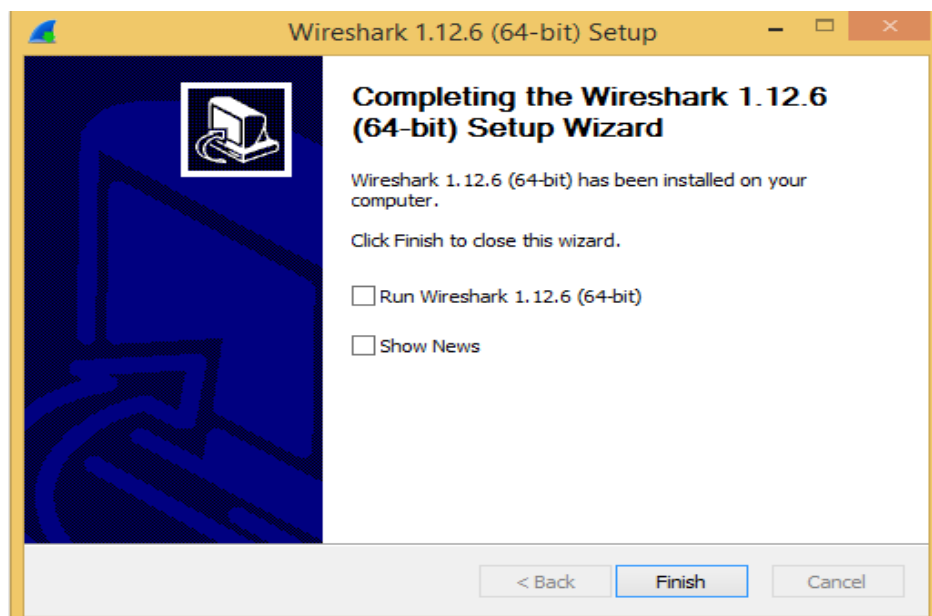 Wireshark 1.12.6 (64-bit) Setup
Completing the Wireshark 1.12.6
(64-bit) Setup Wizard
Wireshark 1.12.6 (64-bit) has been installed on your
computer.
Click Finish to close this wizard.
Run Wireshark 1.12.6 (64-bit)
Show News
< Back Finish Cancel